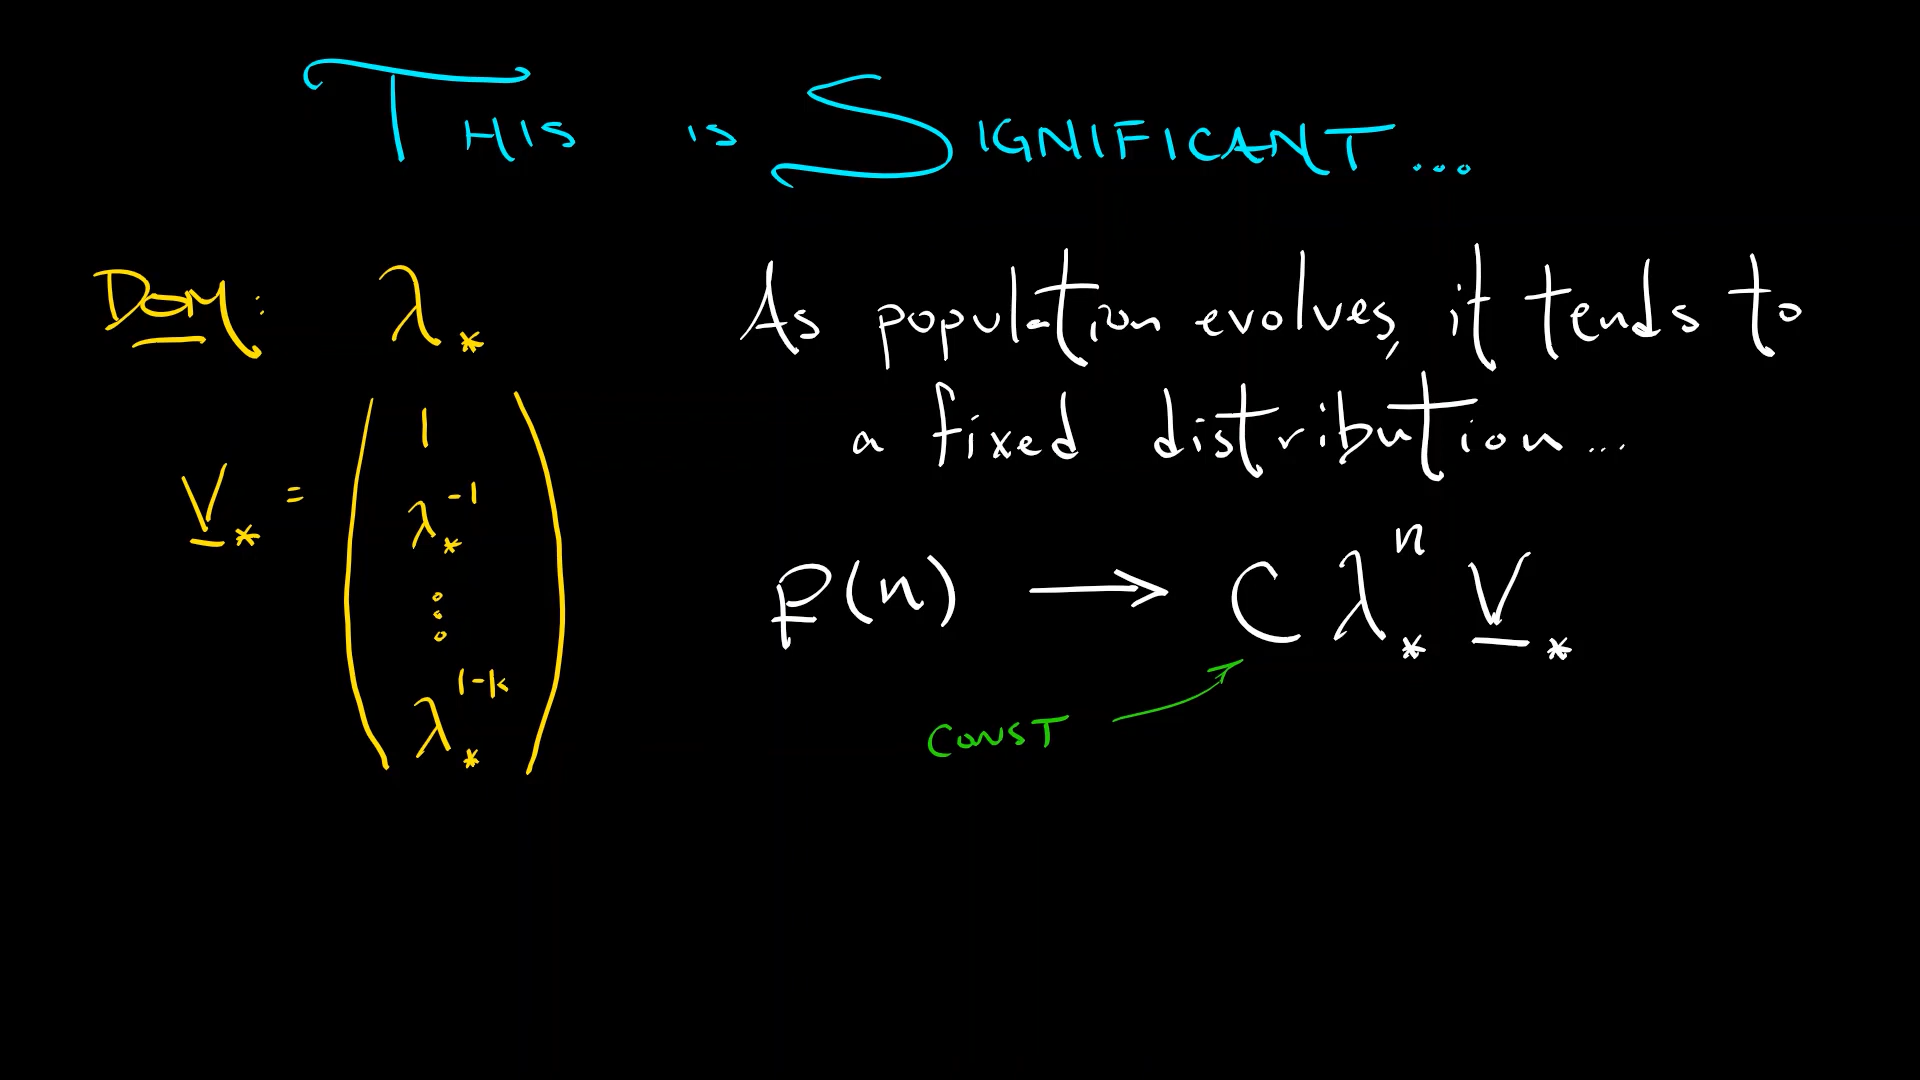 THIS IS SIGNIFICANT...
DOM: λ*
V* = ( 1
λ*^-1
⋮
λ*^1-k )
As population evolves, it tends to
a fixed distribution...
P(n) → C λ*^n V*
CONST